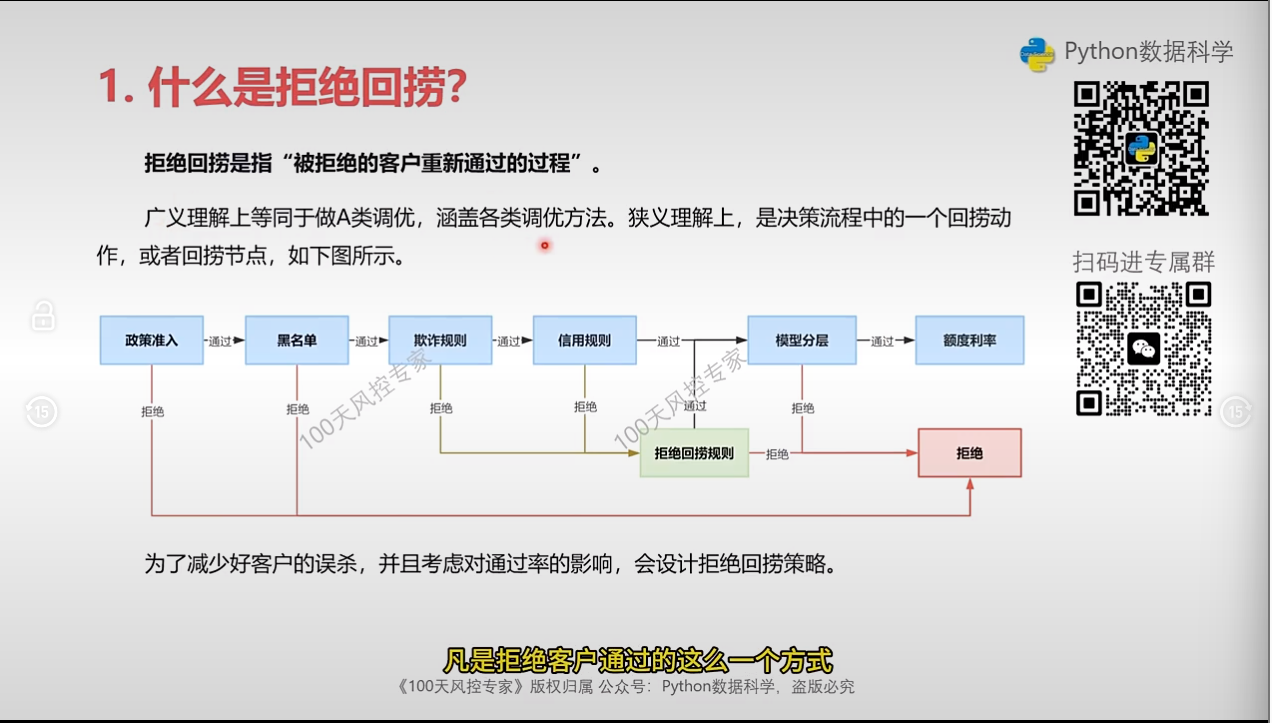 Python数据科学
1. 什么是拒绝回捞？
拒绝回捞是指“被拒绝的客户重新通过的过程”。
广义理解上等同于做A类调优，涵盖各类调优方法。狭义理解上，是决策流程中的一个回捞动
作，或者回捞节点，如下图所示。
扫码进专属群
政策准入 通过 黑名单 通过 欺诈规则 通过 信用规则 通过 模型分层 通过 额度利率
拒绝 拒绝 拒绝 拒绝 通过 拒绝
拒绝回捞规则 拒绝 拒绝
100天风控专家 100天风控专家
15 15
为了减少好客户的误杀，并且考虑对通过率的影响，会设计拒绝回捞策略。
凡是拒绝客户通过的这么一个方式
《100天风控专家》版权归属 公众号：Python数据科学，盗版必究